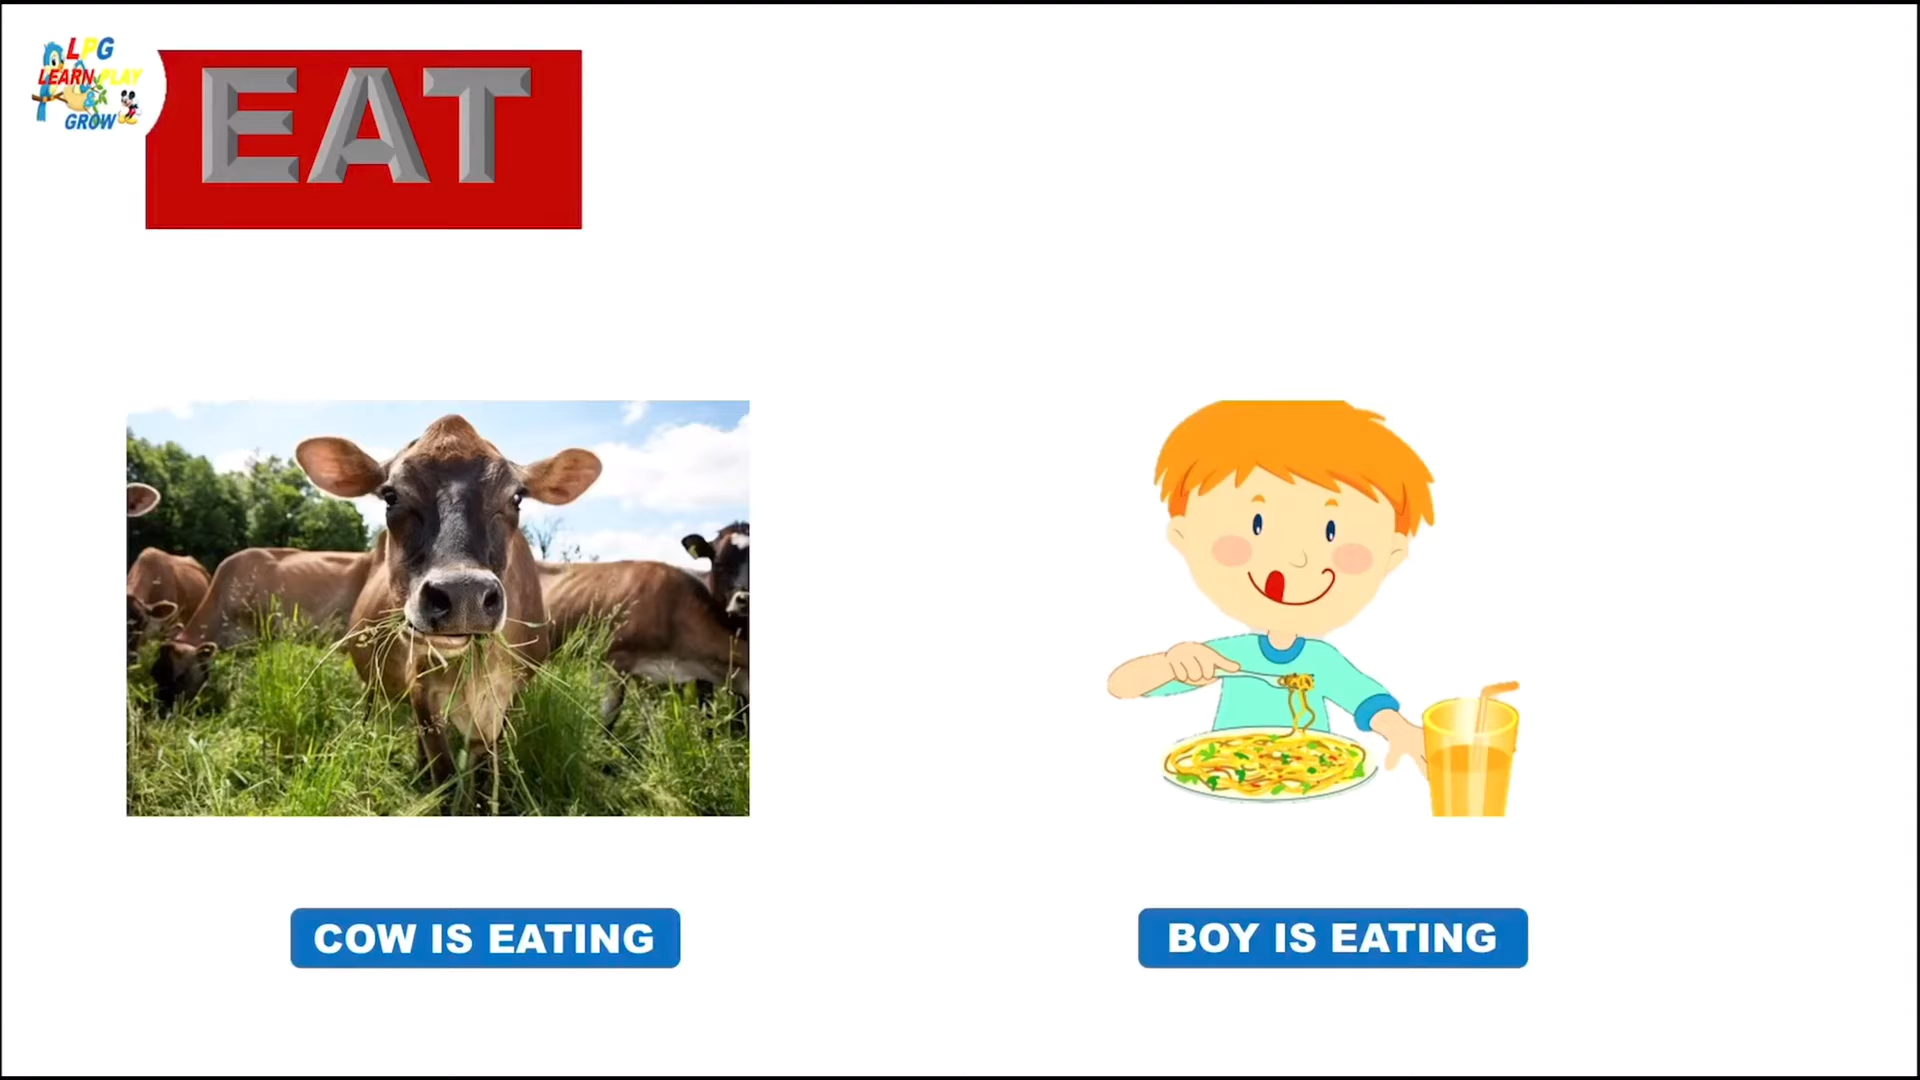 LPG
LEARN PLAY
&
GROW
EAT
COW IS EATING
BOY IS EATING